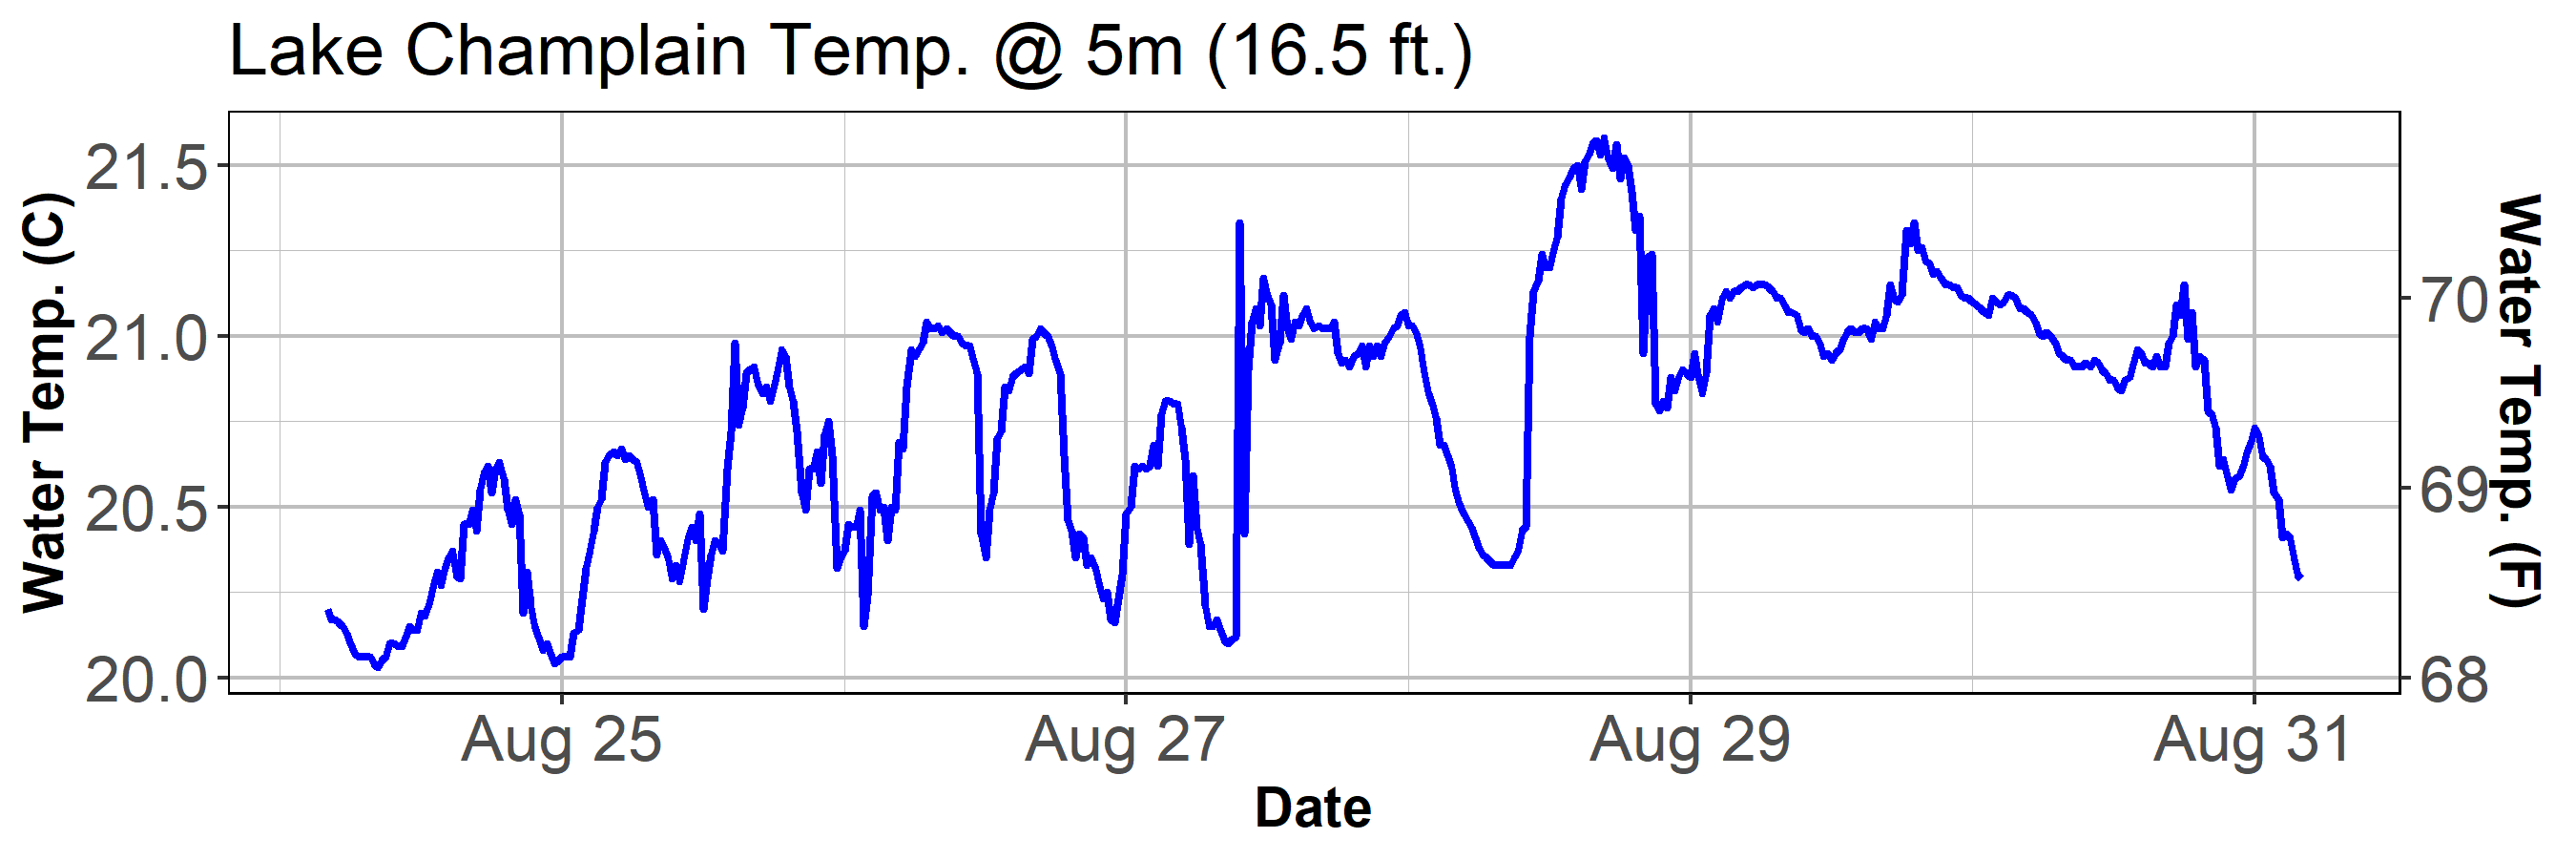 Lake Champlain Temp. @ 5m (16.5 ft.)
Water Temp. (C)
21.5
21.0
20.5
20.0
70
69
68
Water Temp. (F)
Aug 25
Aug 27
Aug 29
Aug 31
Date